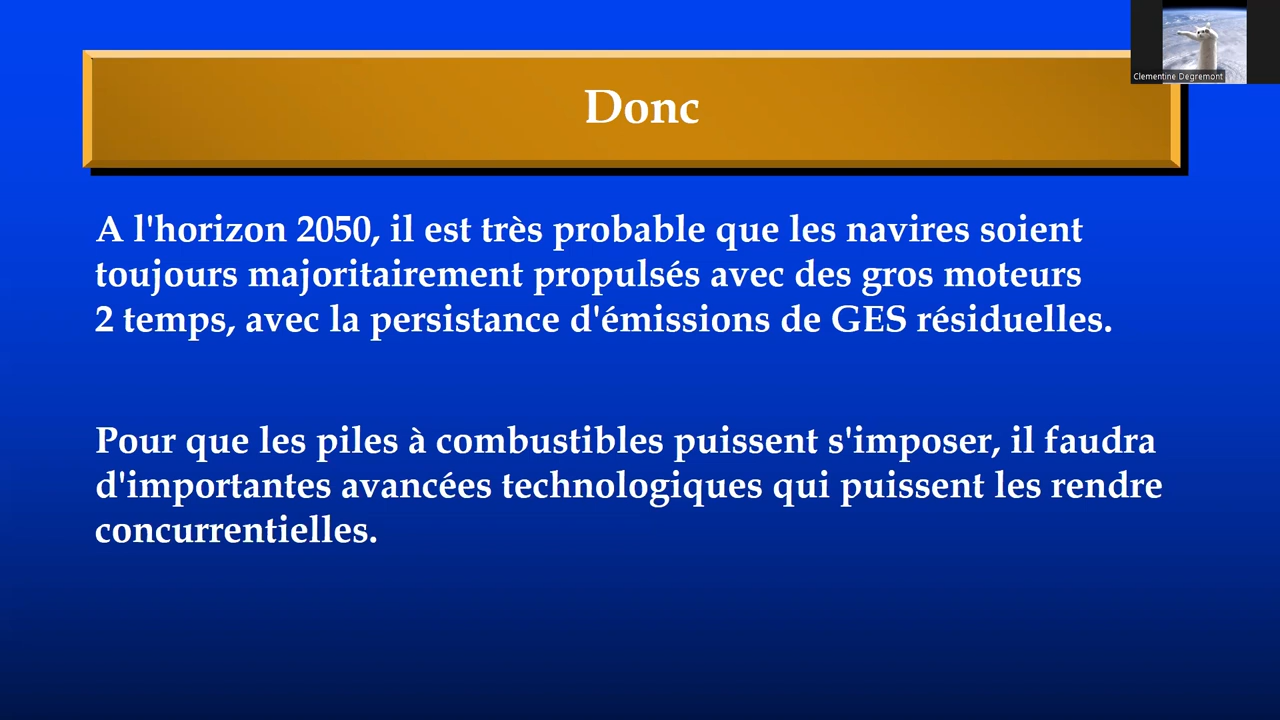 Clementine Degremont
Donc
A l'horizon 2050, il est très probable que les navires soient
toujours majoritairement propulsés avec des gros moteurs
2 temps, avec la persistance d'émissions de GES résiduelles.
Pour que les piles à combustibles puissent s'imposer, il faudra
d'importantes avancées technologiques qui puissent les rendre
concurrentielles.